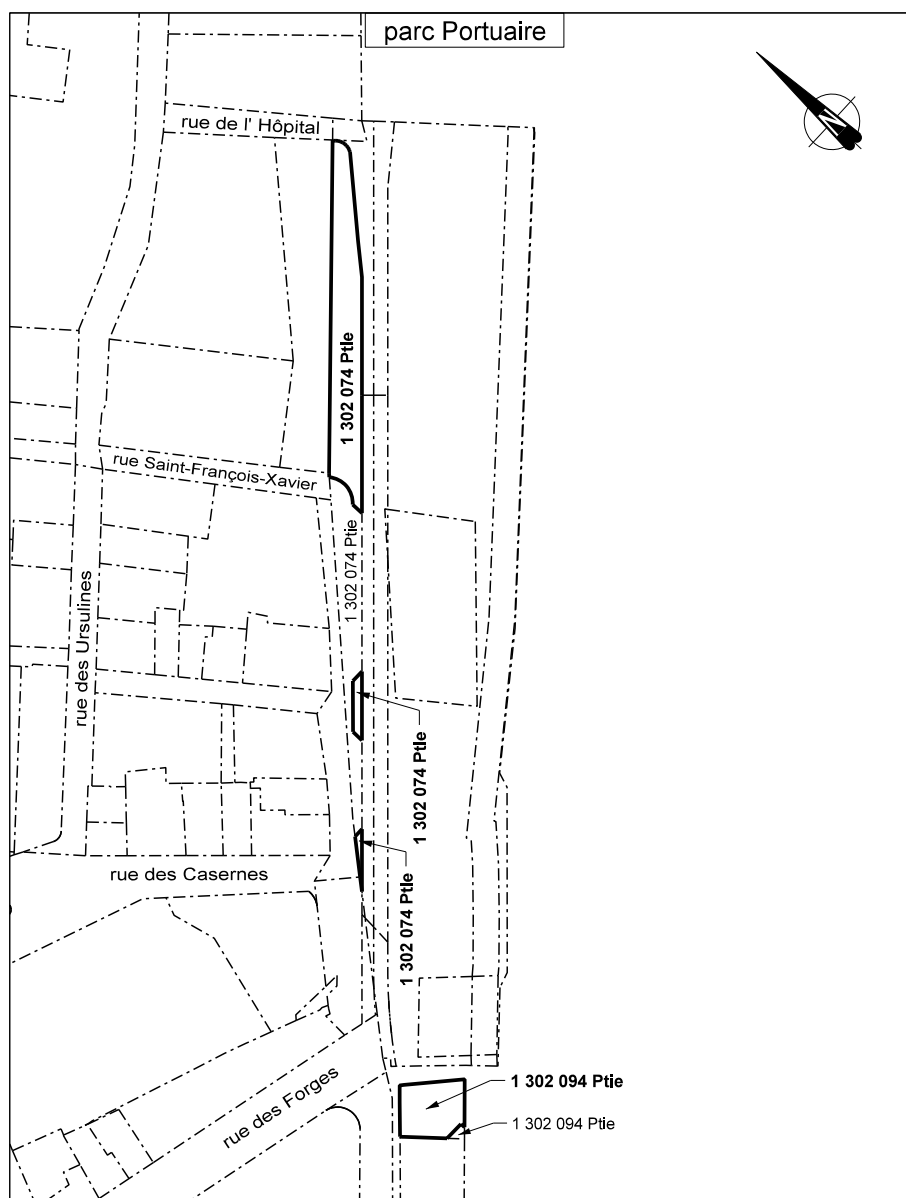 parc Portuaire
N
rue de l' Hôpital
1 302 074 Ptie
rue Saint-François-Xavier
1 302 074 Ptie
rue des Ursulines
1 302 074 Ptie
rue des Casernes
1 302 074 Ptie
rue des Forges
1 302 094 Ptie
1 302 094 Ptie